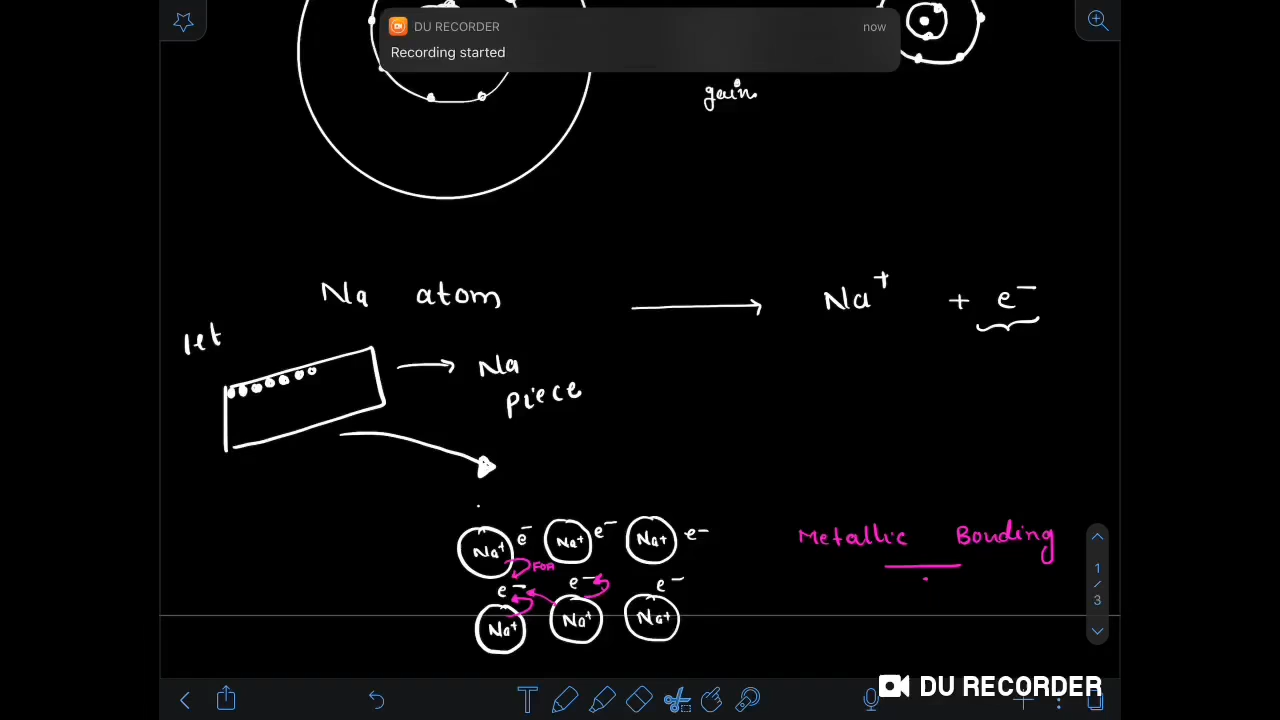 DU RECORDER now
Recording started
gain
Na atom → Na⁺ + e⁻
let
→ Na
piece
Na⁺ e⁻ Na⁺ e⁻ Na⁺ e⁻
FOA
Metallic Bonding
e⁻ e⁻ e⁻
Na⁺ Na⁺ Na⁺
1
/
3
T
DU RECORDER